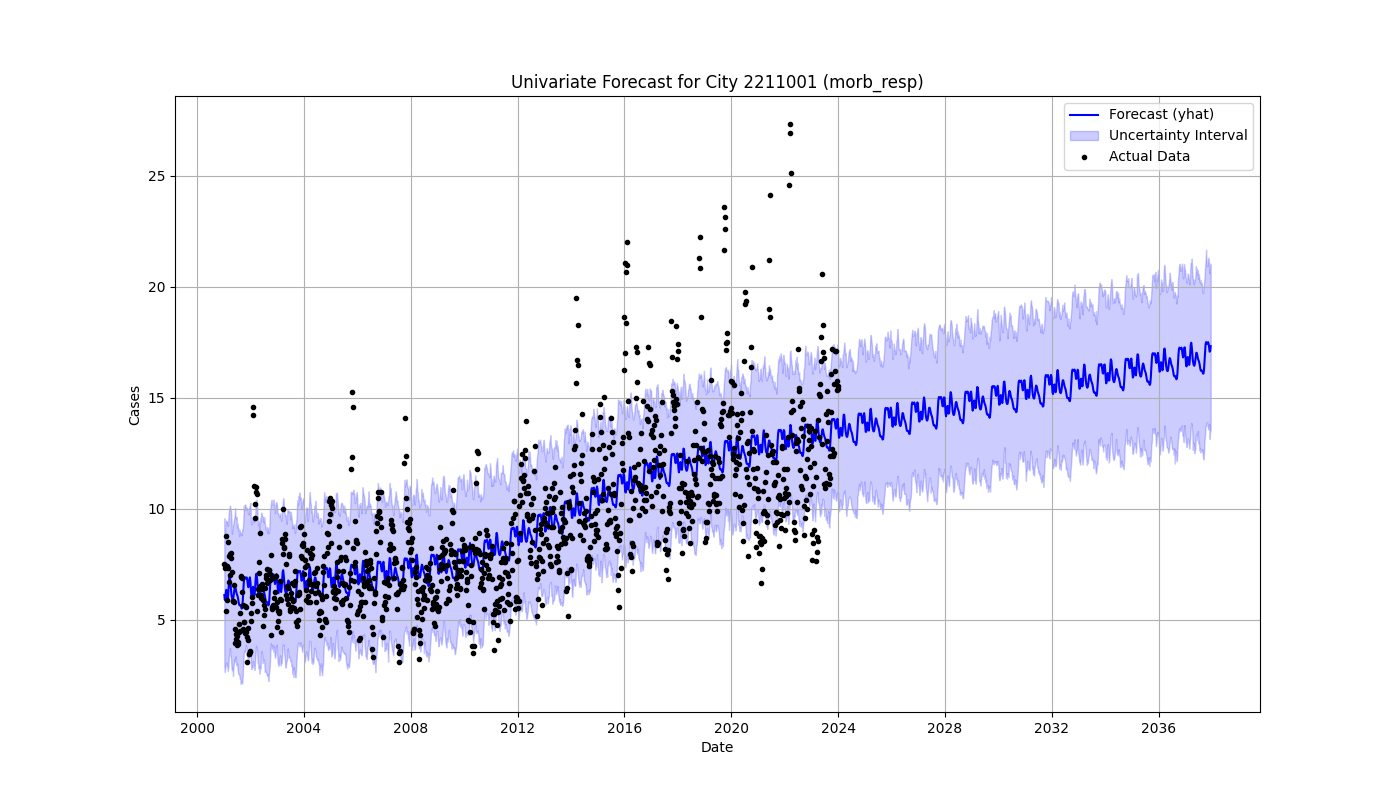 Univariate Forecast for City 2211001 (morb_resp)
Forecast (yhat)
Uncertainty Interval
Actual Data
25
20
15
10
5
Cases
2000 2004 2008 2012 2016 2020 2024 2028 2032 2036
Date